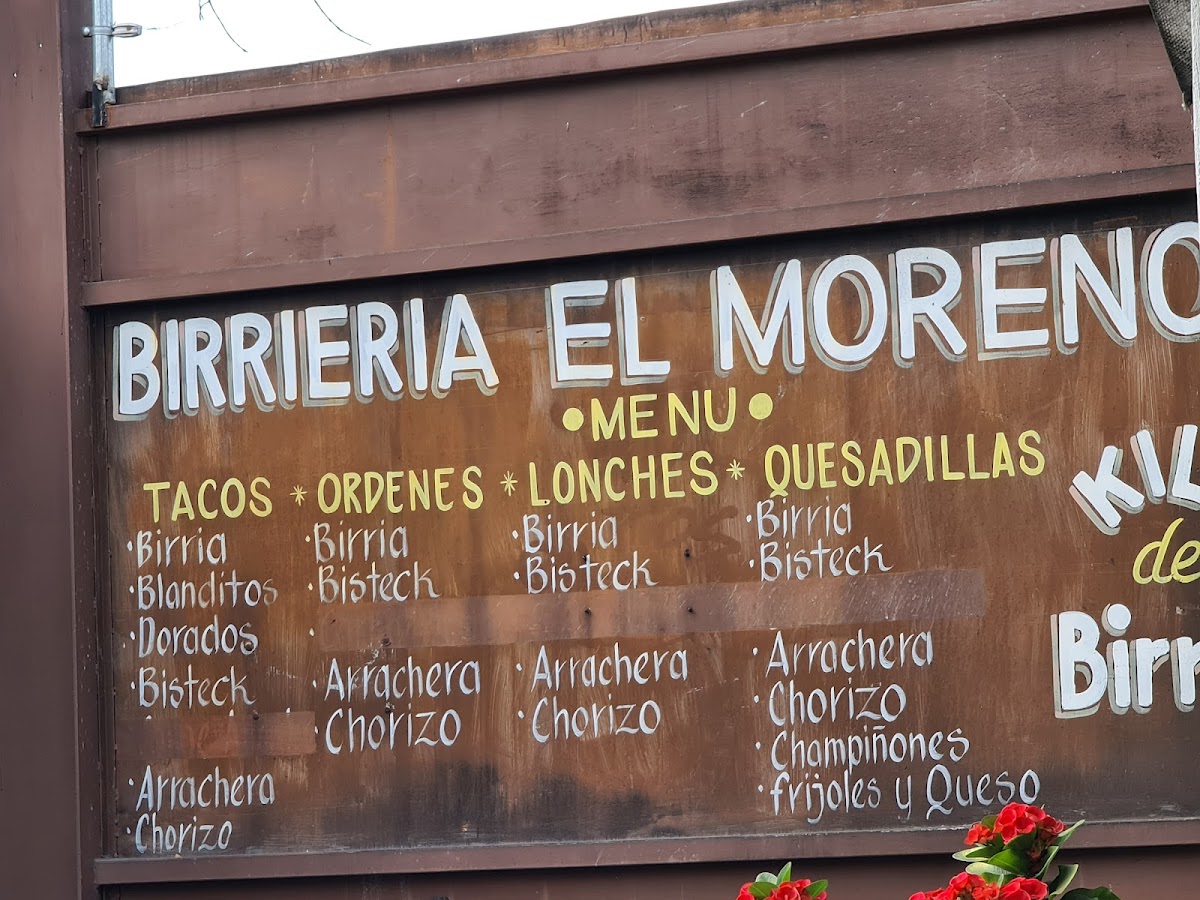 BIRRIERIA EL MORENO
•MENU•
TACOS * ORDENES * LONCHES * QUESADILLAS
·Birria
·Blanditos
·Dorados
·Bisteck
·Arrachera
·Chorizo
·Birria
·Bisteck
·Arrachera
·Chorizo
·Birria
·Bisteck
·Arrachera
·Chorizo
·Birria
·Bisteck
·Arrachera
·Chorizo
·Champiñones
·frijoles y Queso
KIL
de
Birr